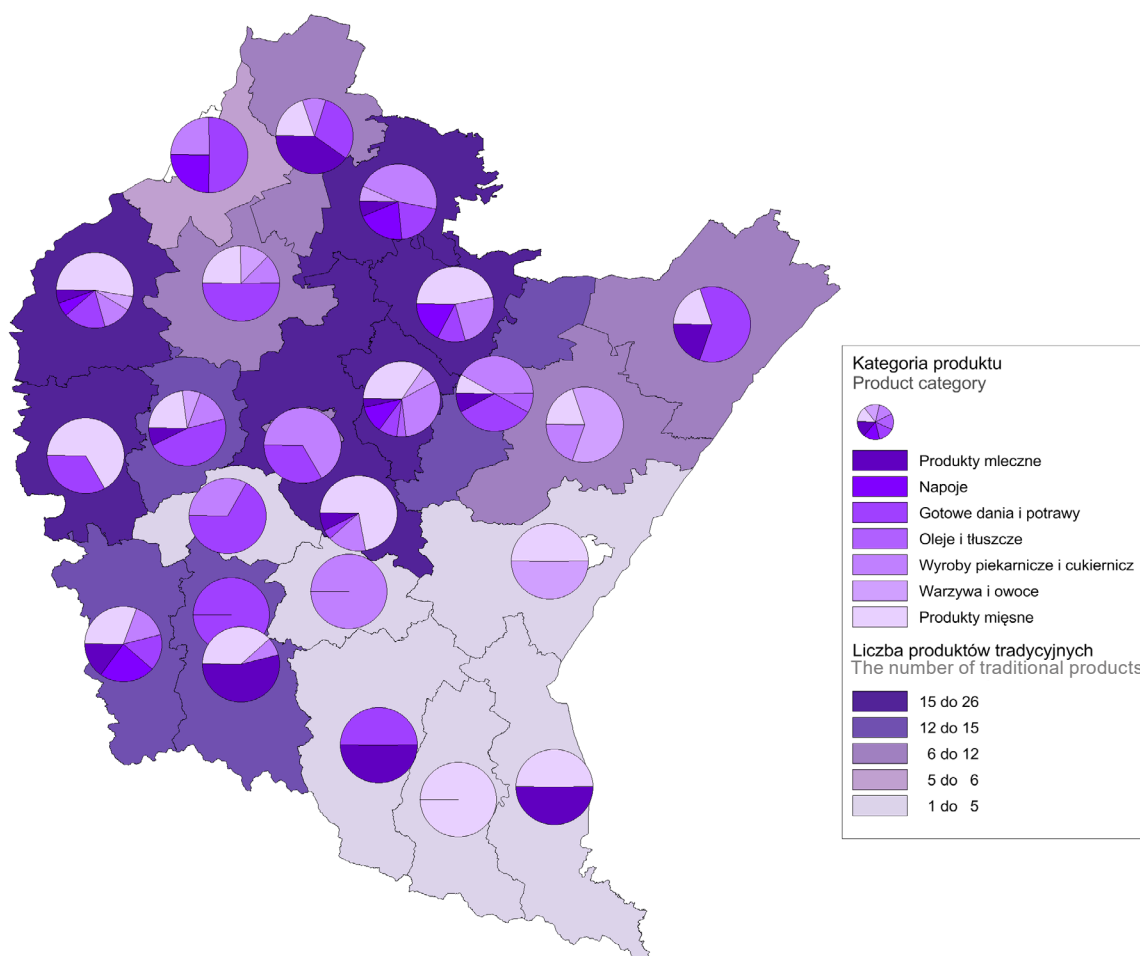 Kategoria produktu
Product category
Produkty mleczne
Napoje
Gotowe dania i potrawy
Oleje i tłuszcze
Wyroby piekarnicze i cukiernicz
Warzywa i owoce
Produkty mięsne
Liczba produktów tradycyjnych
The number of traditional products
15 do 26
12 do 15
6 do 12
5 do 6
1 do 5